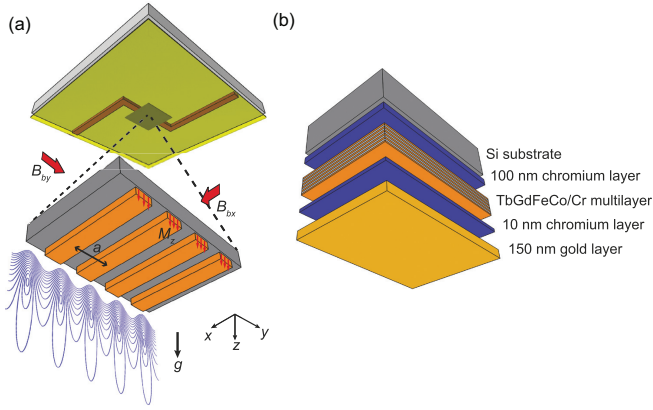 (a)
B_by
B_bx
M_z
a
g
x
y
z
(b)
Si substrate
100 nm chromium layer
TbGdFeCo/Cr multilayer
10 nm chromium layer
150 nm gold layer